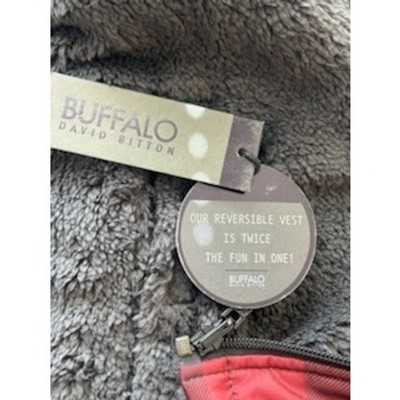 BUFFALO
DAVID BITTON
OUR REVERSIBLE VEST
IS TWICE
THE FUN IN ONE!
BUFFALO
DAVID BITTON